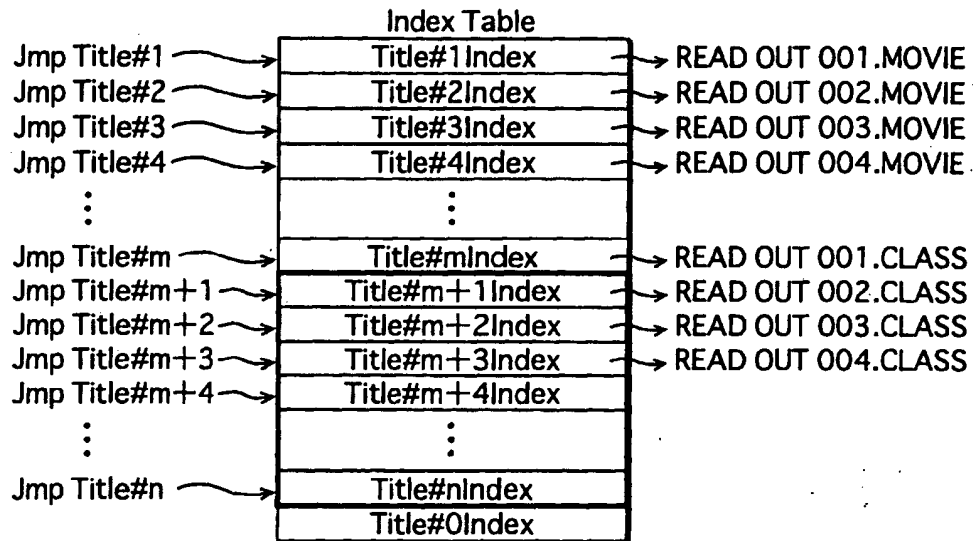 Index Table
Jmp Title#1 Title#1Index READ OUT 001.MOVIE
Jmp Title#2 Title#2Index READ OUT 002.MOVIE
Jmp Title#3 Title#3Index READ OUT 003.MOVIE
Jmp Title#4 Title#4Index READ OUT 004.MOVIE
Jmp Title#m Title#mIndex READ OUT 001.CLASS
Jmp Title#m+1 Title#m+1Index READ OUT 002.CLASS
Jmp Title#m+2 Title#m+2Index READ OUT 003.CLASS
Jmp Title#m+3 Title#m+3Index READ OUT 004.CLASS
Jmp Title#m+4 Title#m+4Index
Jmp Title#n Title#nIndex
Title#0Index